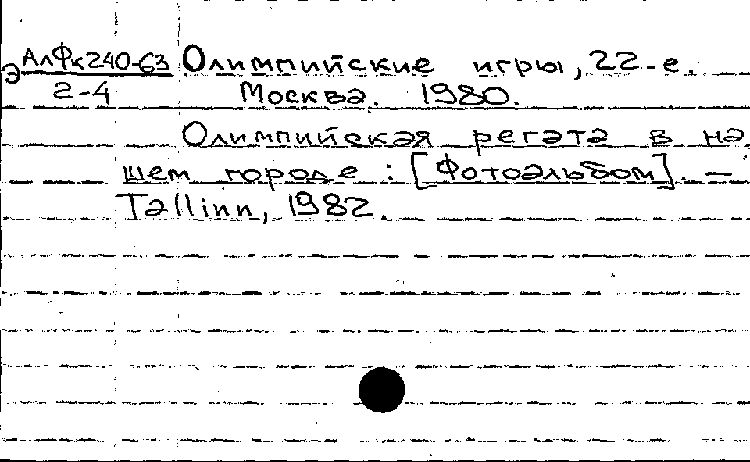 Э АлФк240-63 Олимпийские игры, 22-е.
2-4 Москва. 1980.
Олимпийская регата в на
шем городе : [Фотоальбом]. —
Tallinn, 1982.